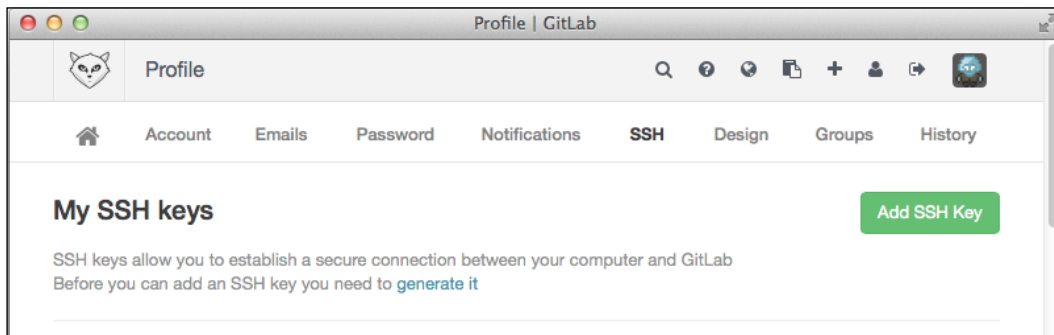 Profile | GitLab
Profile
Account Emails Password Notifications SSH Design Groups History
My SSH keys
Add SSH Key
SSH keys allow you to establish a secure connection between your computer and GitLab
Before you can add an SSH key you need to generate it